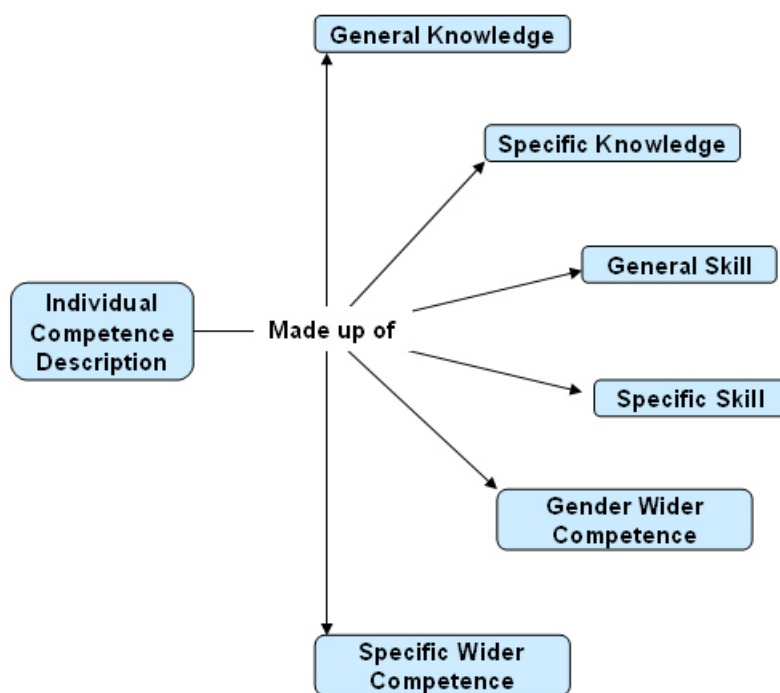 General Knowledge
Specific Knowledge
General Skill
Individual
Competence
Description
Made up of
Specific Skill
Gender Wider
Competence
Specific Wider
Competence